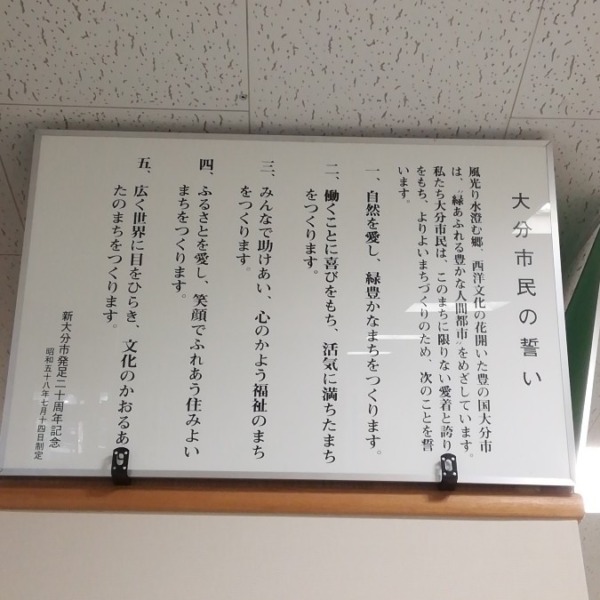 大分市民の誓い
風光り水澄む郷、西洋文化の花開いた豊の国大分市
は、“緑あふれる豊かな人間都市”をめざしています。
私たち大分市民は、このまちに限りない愛着と誇り
をもち、よりよいまちづくりのため、次のことを誓
います。
一、自然を愛し、緑豊かなまちをつくります。
二、働くことに喜びをもち、活気に満ちたまち
をつくります。
三、みんなで助けあい、心のかよう福祉のまち
をつくります。
四、ふるさとを愛し、笑顔でふれあう住みよい
まちをつくります。
五、広く世界に目をひらき、文化のかおるあ
たのまちをつくります。
新大分市発足二十周年記念
昭和五十八年七月十四日制定